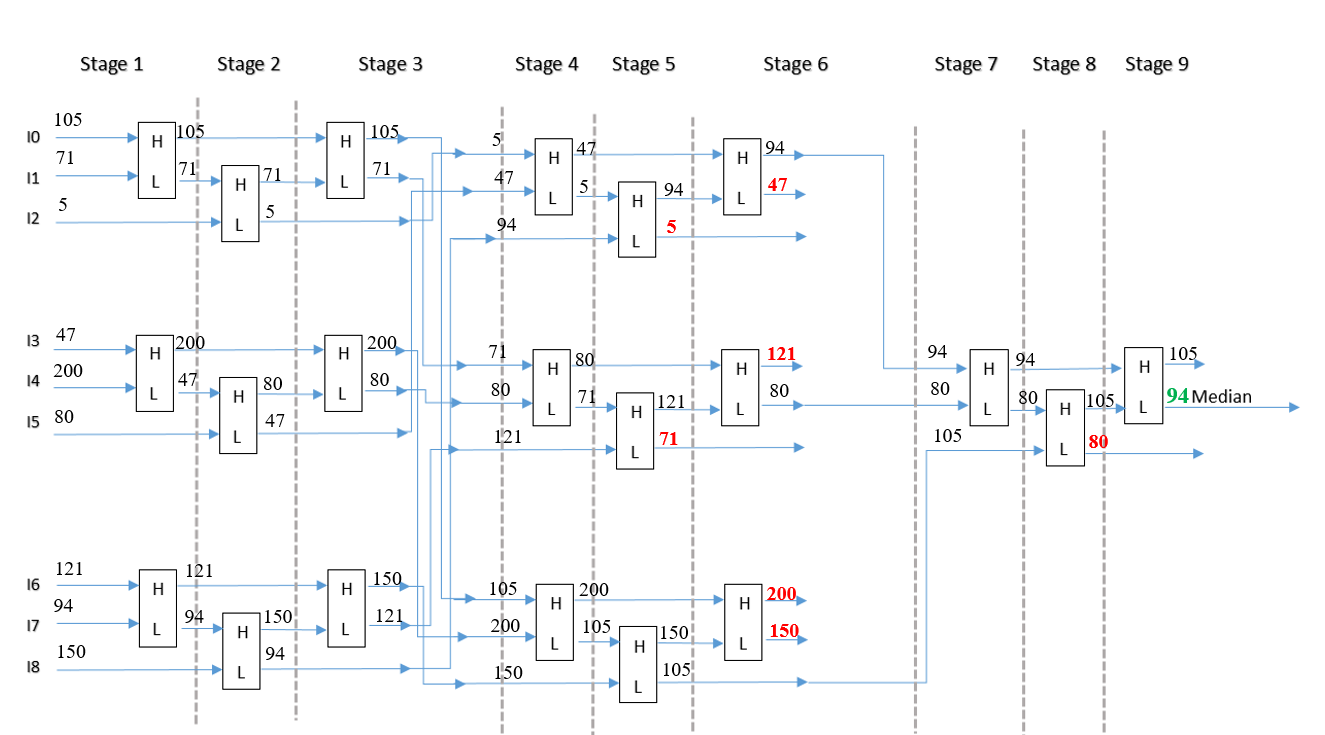 Stage 1 Stage 2 Stage 3 Stage 4 Stage 5 Stage 6 Stage 7 Stage 8 Stage 9
I0 105 H 105 H 105 5 H 47 H 94
I1 71 L 71 H 71 L 71 47 L 5 H 94 L 47
I2 5 L 5 94 L 5
I3 47 H 200 H 200 71 H 80 H 121 94 H 94 H 105
I4 200 L 47 H 80 L 80 80 L 71 H 121 L 80 80 L 80 H 105 L 94 Median
I5 80 L 47 121 L 71 105 L 80
I6 121 H 121 H 150 105 H 200 H 200
I7 94 L 94 H 150 L 121 200 L 105 H 150 L 150
I8 150 L 94 150 L 105